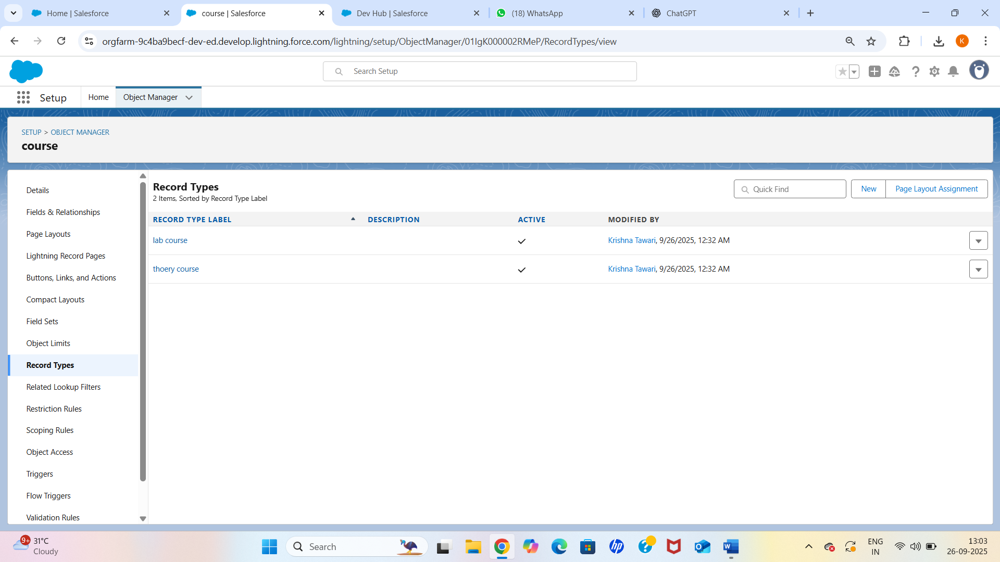 Home | Salesforce
course | Salesforce
Dev Hub | Salesforce
(18) WhatsApp
ChatGPT
orgfarm-9c4ba9becf-dev-ed.develop.lightning.force.com/lightning/setup/ObjectManager/01IgK000002RMeP/RecordTypes/view
K
Search Setup
Setup
Home
Object Manager
SETUP > OBJECT MANAGER
course
Details
Fields & Relationships
Page Layouts
Lightning Record Pages
Buttons, Links, and Actions
Compact Layouts
Field Sets
Object Limits
Record Types
Related Lookup Filters
Restriction Rules
Scoping Rules
Object Access
Triggers
Flow Triggers
Validation Rules
Record Types
2 Items, Sorted by Record Type Label
Quick Find
New
Page Layout Assignment
RECORD TYPE LABEL DESCRIPTION ACTIVE MODIFIED BY
lab course Krishna Tawari, 9/26/2025, 12:32 AM
thoery course Krishna Tawari, 9/26/2025, 12:32 AM
9+
31°C
Cloudy
Search
hp
W
ENG
IN
13:03
26-09-2025